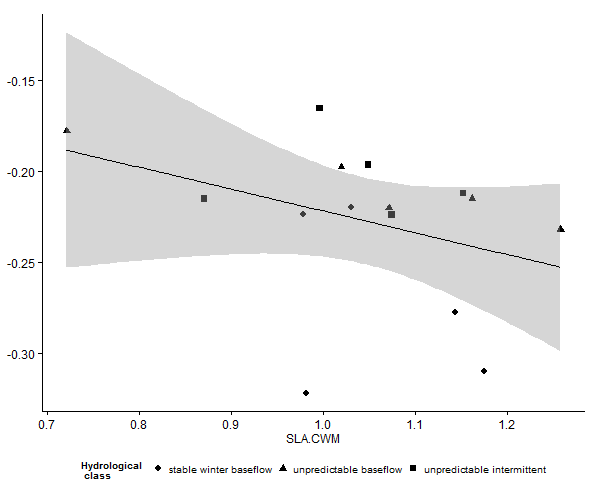 -0.15
-0.20
-0.25
-0.30
0.7 0.8 0.9 1.0 1.1 1.2
SLA.CWM
Hydrological
class
stable winter baseflow unpredictable baseflow unpredictable intermittent